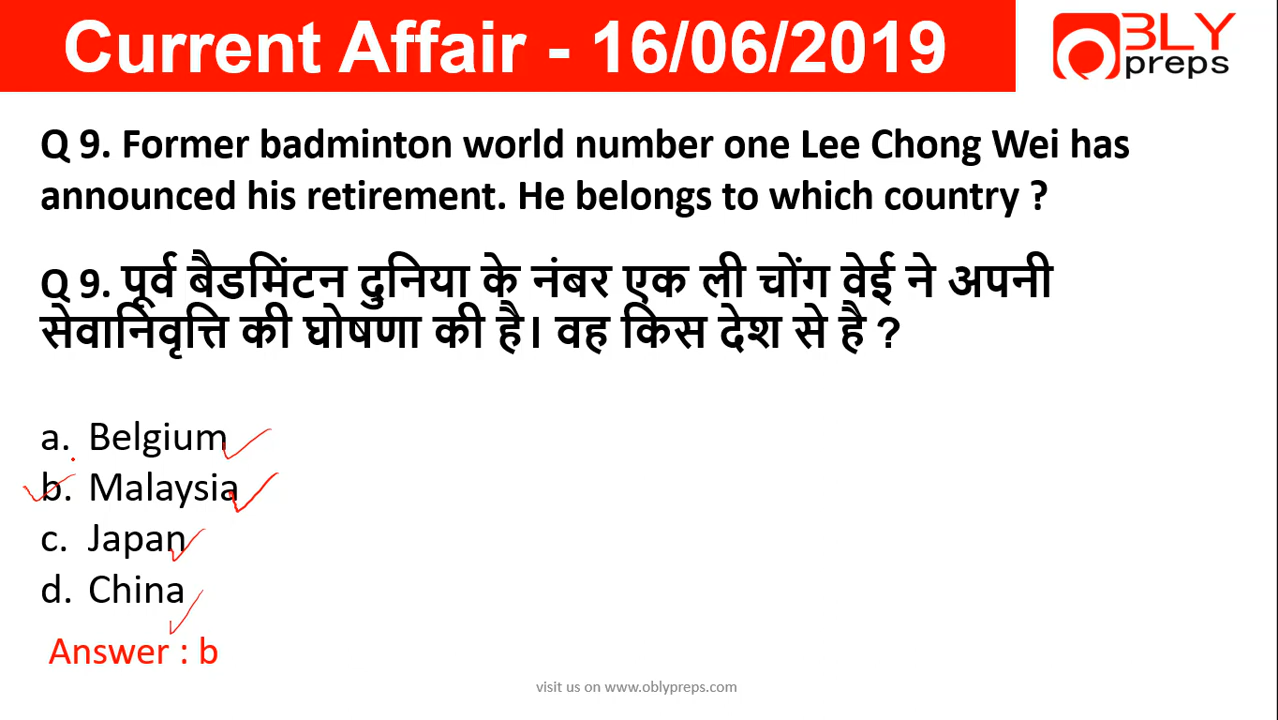 Current Affair - 16/06/2019
OBLY
preps
Q 9. Former badminton world number one Lee Chong Wei has
announced his retirement. He belongs to which country ?
Q 9. पूर्व बैडमिंटन दुनिया के नंबर एक ली चोंग वेई ने अपनी
सेवानिवृत्ति की घोषणा की है। वह किस देश से है ?
a. Belgium
b. Malaysia
c. Japan
d. China
Answer : b
visit us on www.oblypreps.com